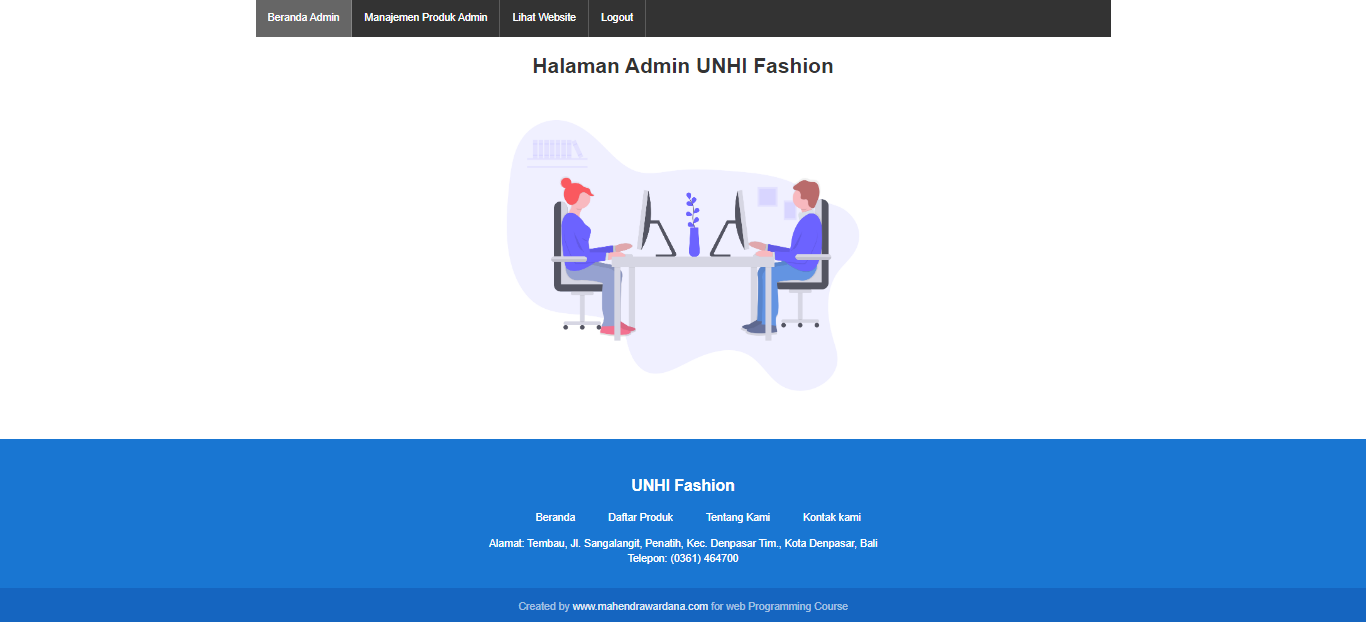 Beranda Admin Manajemen Produk Admin Lihat Website Logout
Halaman Admin UNHI Fashion
UNHI Fashion
Beranda Daftar Produk Tentang Kami Kontak kami
Alamat: Tembau, Jl. Sangalangit, Penatih, Kec. Denpasar Tim., Kota Denpasar, Bali
Telepon: (0361) 464700
Created by www.mahendrawardana.com for web Programming Course